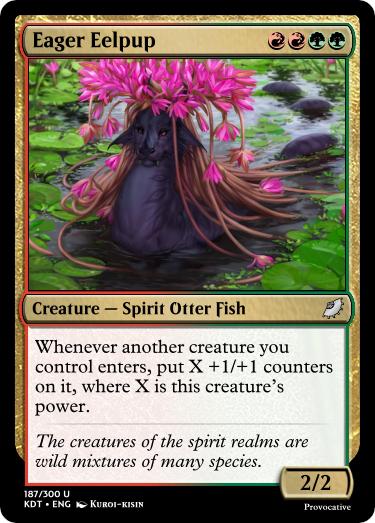 Eager Eelpup
Creature — Spirit Otter Fish
Whenever another creature you
control enters, put X +1/+1 counters
on it, where X is this creature's
power.
The creatures of the spirit realms are
wild mixtures of many species.
2/2
187/300 U
KDT • ENG Kuroi-kisin
Provocative